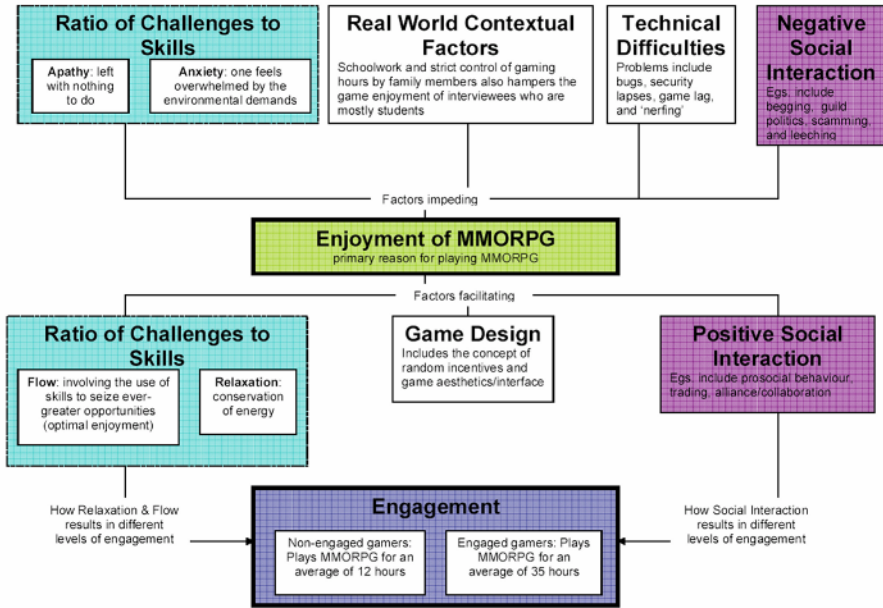 Ratio of Challenges to
Skills
Apathy: left
with nothing
to do
Anxiety: one feels
overwhelmed by the
environmental demands
Real World Contextual
Factors
Schoolwork and strict control of gaming
hours by family members also hampers the
game enjoyment of interviewees who are
mostly students
Technical
Difficulties
Problems include
bugs, security
lapses, game lag,
and ‘nerfing’
Negative
Social
Interaction
Egs. include
begging, guild
politics, scamming,
and leeching
Factors impeding
Enjoyment of MMORPG
primary reason for playing MMORPG
Factors facilitating
Ratio of Challenges to
Skills
Flow: involving the use of
skills to seize ever-
greater opportunities
(optimal enjoyment)
Relaxation:
conservation
of energy
Game Design
Includes the concept of
random incentives and
game aesthetics/interface
Positive Social
Interaction
Egs. include prosocial behaviour,
trading, alliance/collaboration
How Relaxation & Flow
results in different
levels of engagement
Engagement
Non-engaged gamers:
Plays MMORPG for an
average of 12 hours
Engaged gamers: Plays
MMORPG for an
average of 35 hours
How Social Interaction
results in different
levels of engagement